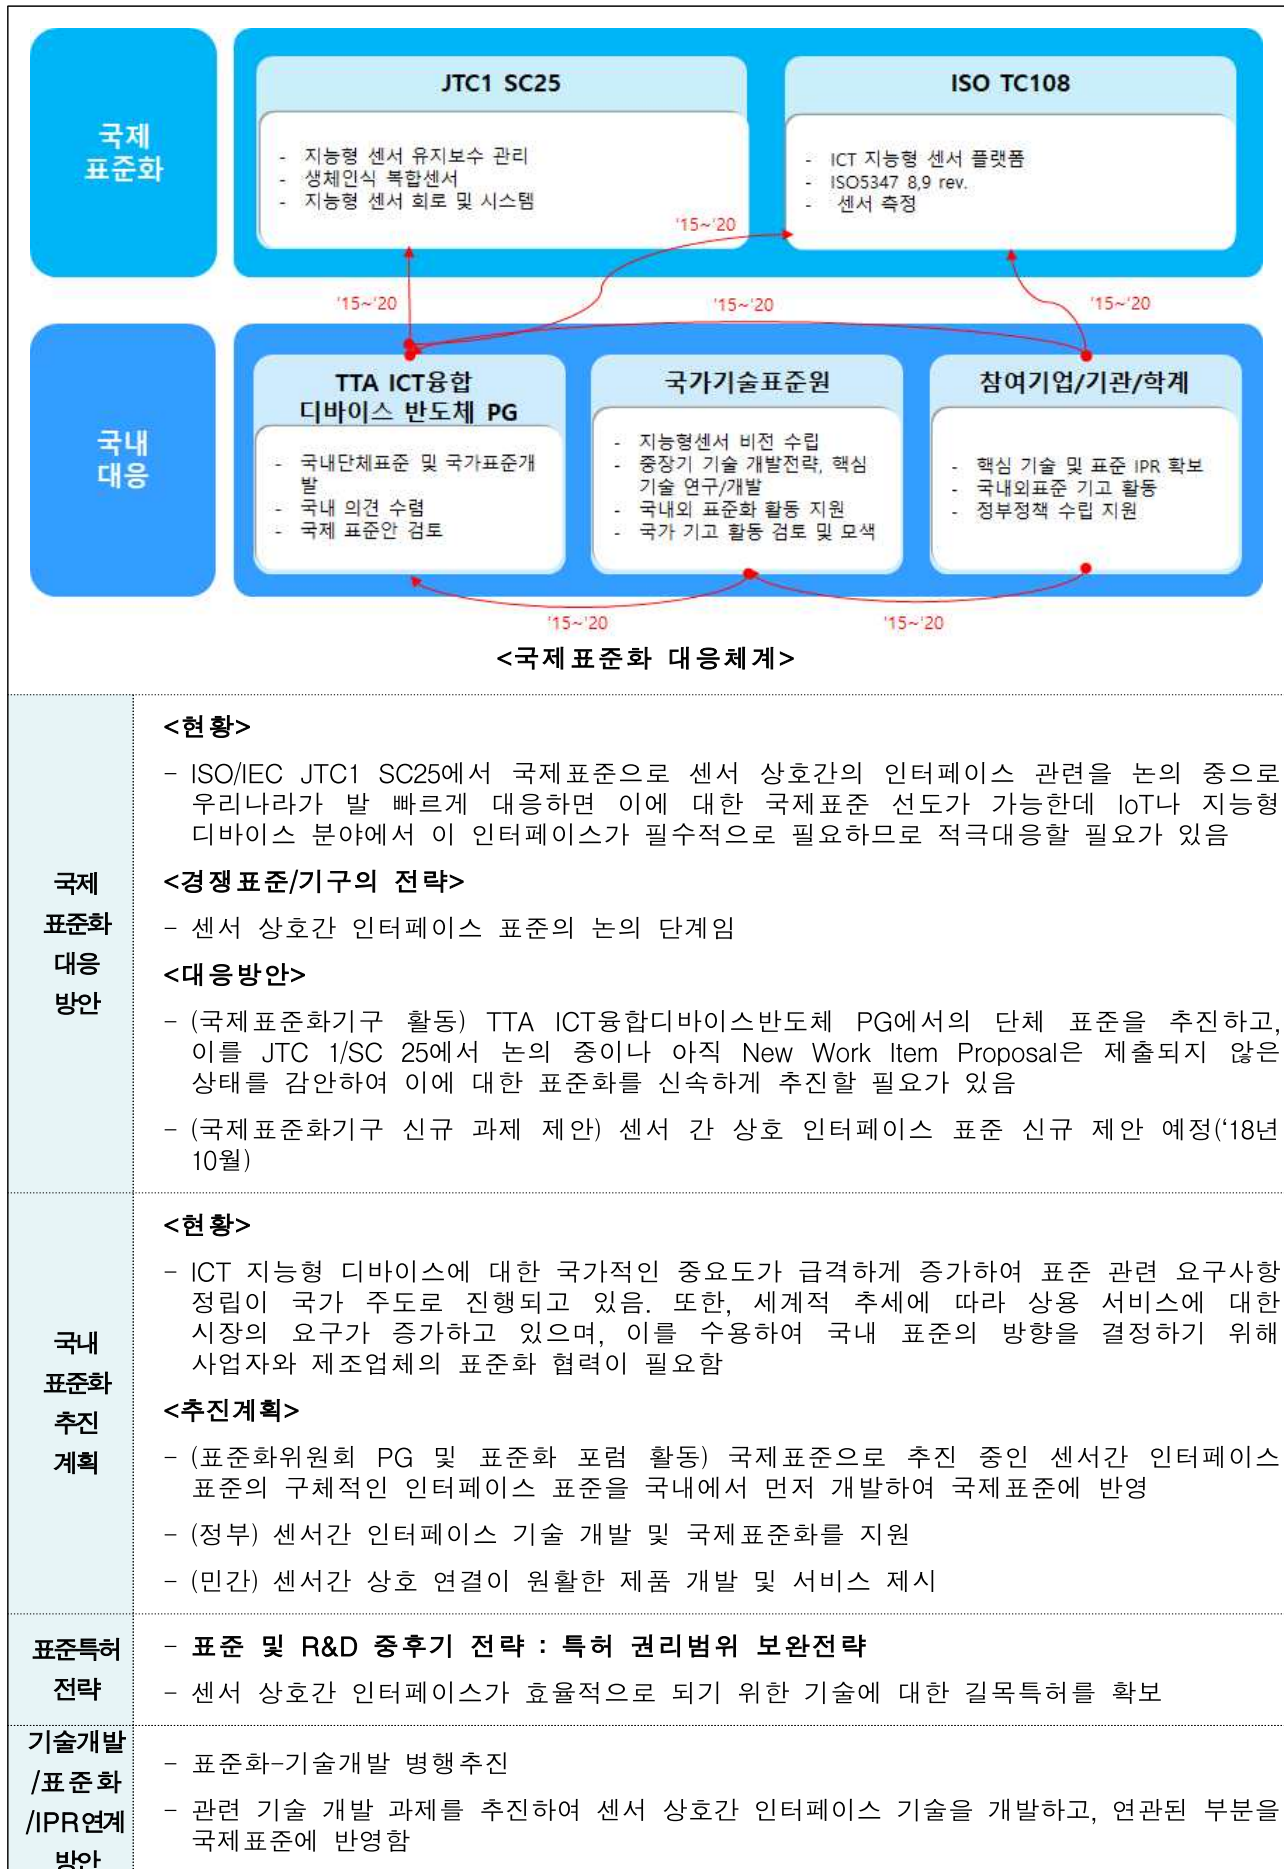 국제
표준화
JTC1 SC25
- 지능형 센서 유지보수 관리
- 생체인식 복합센서
- 지능형 센서 회로 및 시스템
ISO TC108
- ICT 지능형 센서 플랫폼
- ISO5347 8,9 rev.
- 센서 측정
'15~'20
'15~'20
'15~'20
'15~'20
국내
대응
TTA ICT융합
디바이스 반도체 PG
- 국내단체표준 및 국가표준개
발
- 국내 의견 수렴
- 국제 표준안 검토
국가기술표준원
- 지능형센서 비전 수립
- 중장기 기술 개발전략, 핵심
기술 연구/개발
- 국내외 표준화 활동 지원
- 국가 기고 활동 검토 및 모색
참여기업/기관/학계
- 핵심 기술 및 표준 IPR 확보
- 국내외표준 기고 활동
- 정부정책 수립 지원
'15~'20
'15~'20
<국제표준화 대응체계>
국제
표준화
대응
방안
<현황>
- ISO/IEC JTC1 SC25에서 국제표준으로 센서 상호간의 인터페이스 관련을 논의 중으로
우리나라가 발 빠르게 대응하면 이에 대한 국제표준 선도가 가능한데 IoT나 지능형
디바이스 분야에서 이 인터페이스가 필수적으로 필요하므로 적극대응할 필요가 있음
<경쟁표준/기구의 전략>
- 센서 상호간 인터페이스 표준의 논의 단계임
<대응방안>
- (국제표준화기구 활동) TTA ICT융합디바이스반도체 PG에서의 단체 표준을 추진하고,
이를 JTC 1/SC 25에서 논의 중이나 아직 New Work Item Proposal은 제출되지 않은
상태를 감안하여 이에 대한 표준화를 신속하게 추진할 필요가 있음
- (국제표준화기구 신규 과제 제안) 센서 간 상호 인터페이스 표준 신규 제안 예정(‘18년
10월)
국내
표준화
추진
계획
<현황>
- ICT 지능형 디바이스에 대한 국가적인 중요도가 급격하게 증가하여 표준 관련 요구사항
정립이 국가 주도로 진행되고 있음. 또한, 세계적 추세에 따라 상용 서비스에 대한
시장의 요구가 증가하고 있으며, 이를 수용하여 국내 표준의 방향을 결정하기 위해
사업자와 제조업체의 표준화 협력이 필요함
<추진계획>
- (표준화위원회 PG 및 표준화 포럼 활동) 국제표준으로 추진 중인 센서간 인터페이스
표준의 구체적인 인터페이스 표준을 국내에서 먼저 개발하여 국제표준에 반영
- (정부) 센서간 인터페이스 기술 개발 및 국제표준화를 지원
- (민간) 센서간 상호 연결이 원활한 제품 개발 및 서비스 제시
표준특허
전략
- 표준 및 R&D 중후기 전략 : 특허 권리범위 보완전략
- 센서 상호간 인터페이스가 효율적으로 되기 위한 기술에 대한 길목특허를 확보
기술개발
/표준화
/IPR연계
방안
- 표준화-기술개발 병행추진
- 관련 기술 개발 과제를 추진하여 센서 상호간 인터페이스 기술을 개발하고, 연관된 부분을
국제표준에 반영함